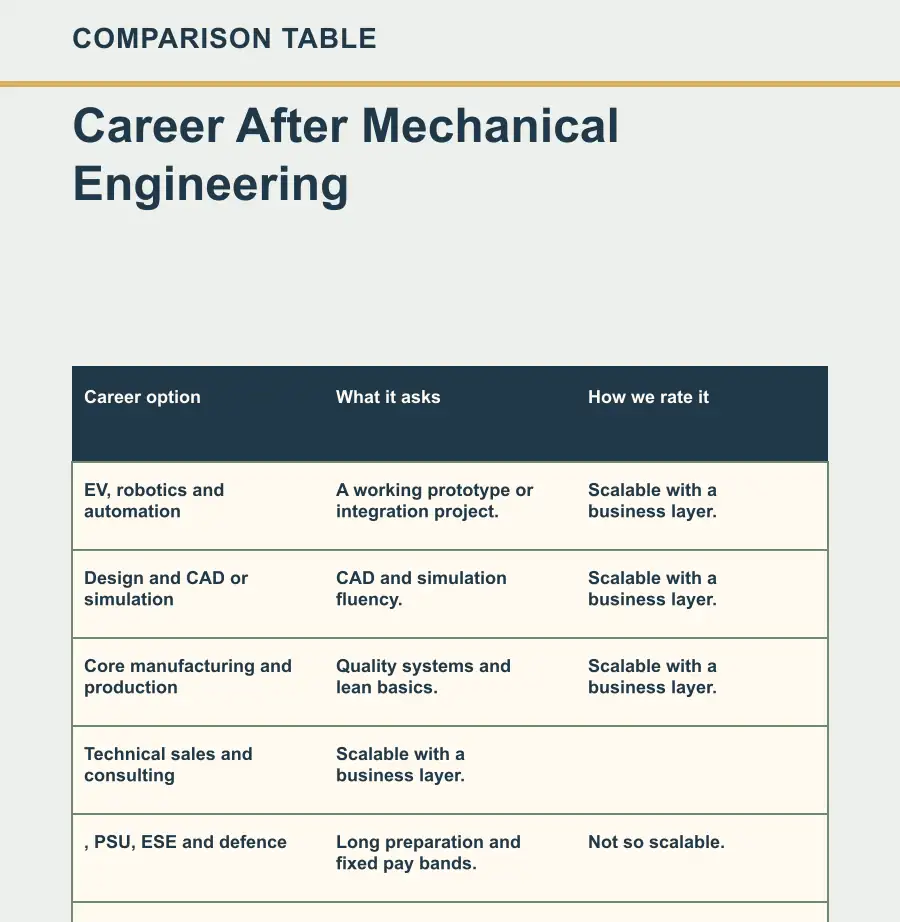 COMPARISON TABLE
Career After Mechanical
Engineering
Career option
What it asks
How we rate it
EV, robotics and
automation
A working prototype or
integration project.
Scalable with a
business layer.
Design and CAD or
simulation
CAD and simulation
fluency.
Scalable with a
business layer.
Core manufacturing and
production
Quality systems and
lean basics.
Scalable with a
business layer.
Technical sales and
consulting
Scalable with a
business layer.
, PSU, ESE and defence
Long preparation and
fixed pay bands.
Not so scalable.